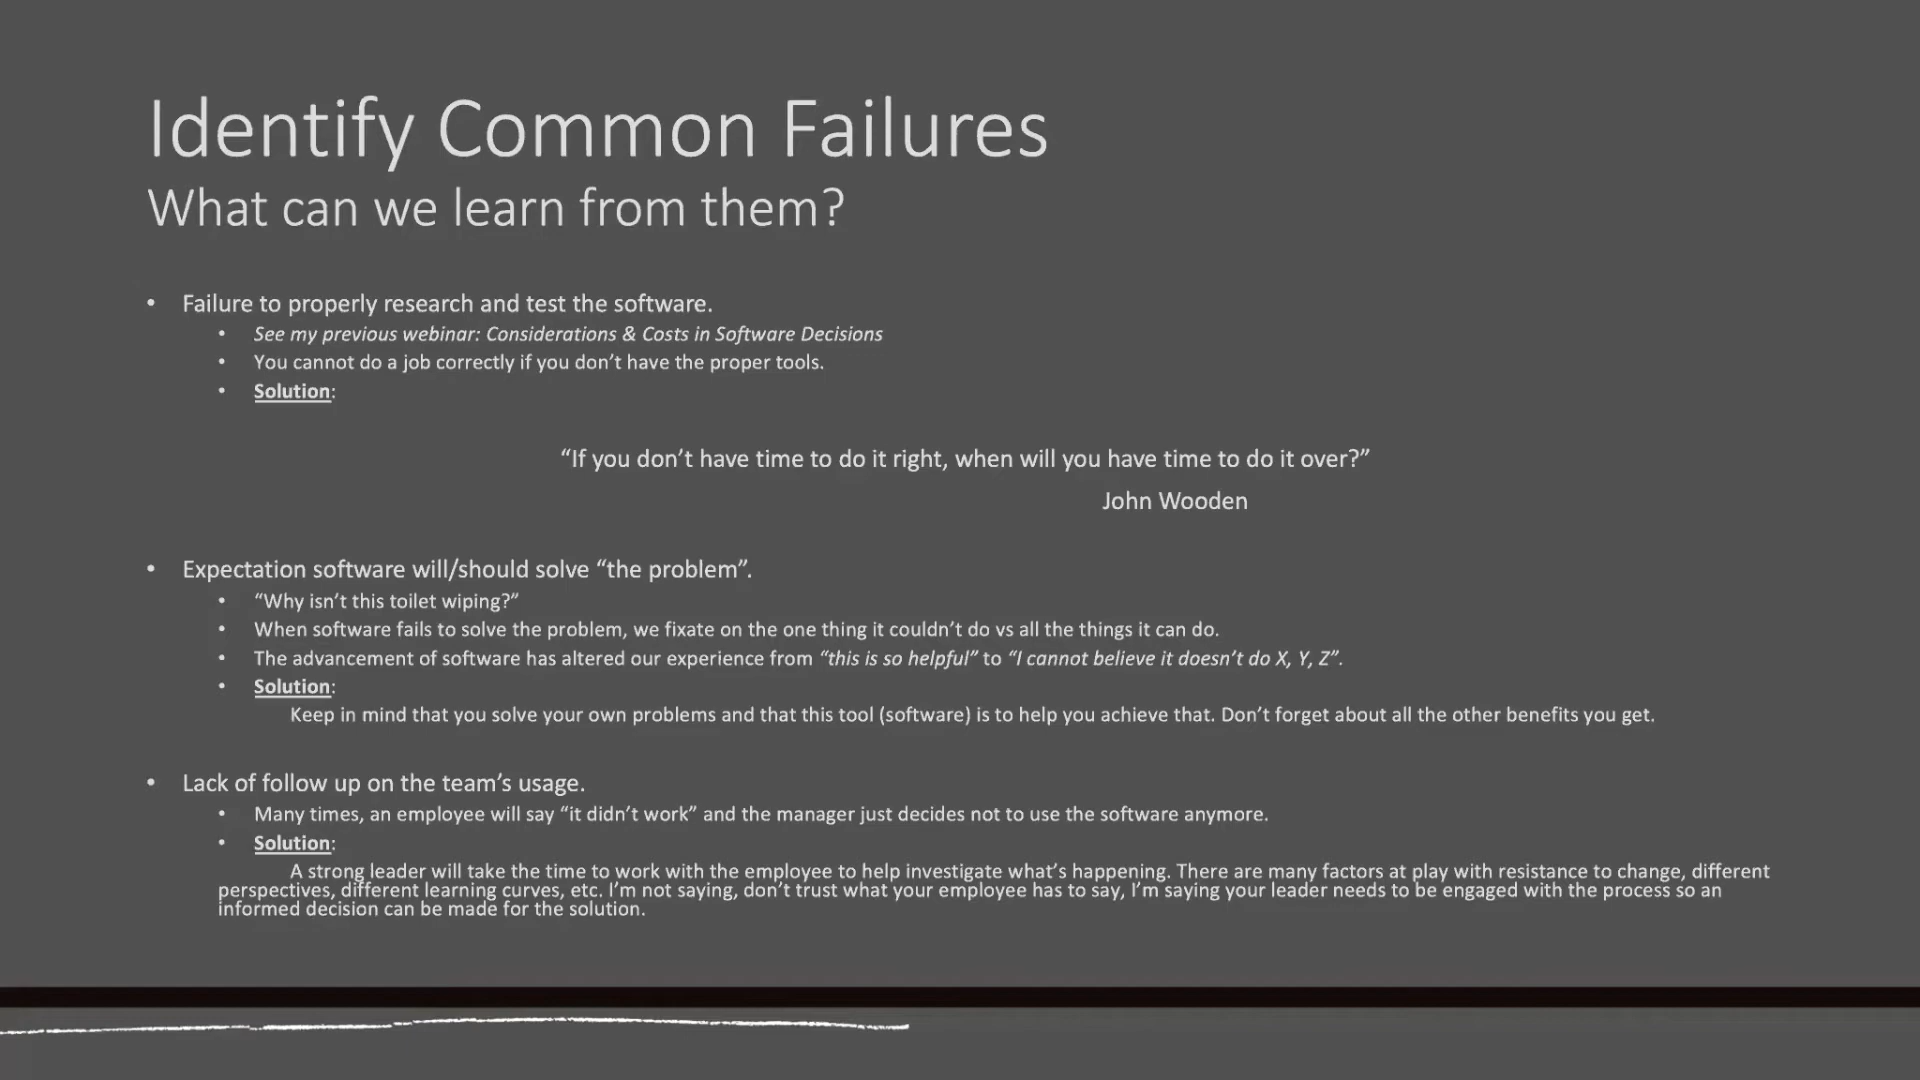 Identify Common Failures
What can we learn from them?
• Failure to properly research and test the software.
• See my previous webinar: Considerations & Costs in Software Decisions
• You cannot do a job correctly if you don’t have the proper tools.
• Solution:
“If you don’t have time to do it right, when will you have time to do it over?”
John Wooden
• Expectation software will/should solve “the problem”.
• “Why isn’t this toilet wiping?”
• When software fails to solve the problem, we fixate on the one thing it couldn’t do vs all the things it can do.
• The advancement of software has altered our experience from “this is so helpful” to “I cannot believe it doesn’t do X, Y, Z”.
• Solution:
Keep in mind that you solve your own problems and that this tool (software) is to help you achieve that. Don’t forget about all the other benefits you get.
• Lack of follow up on the team’s usage.
• Many times, an employee will say “it didn’t work” and the manager just decides not to use the software anymore.
• Solution:
A strong leader will take the time to work with the employee to help investigate what’s happening. There are many factors at play with resistance to change, different
perspectives, different learning curves, etc. I’m not saying, don’t trust what your employee has to say, I’m saying your leader needs to be engaged with the process so an
informed decision can be made for the solution.